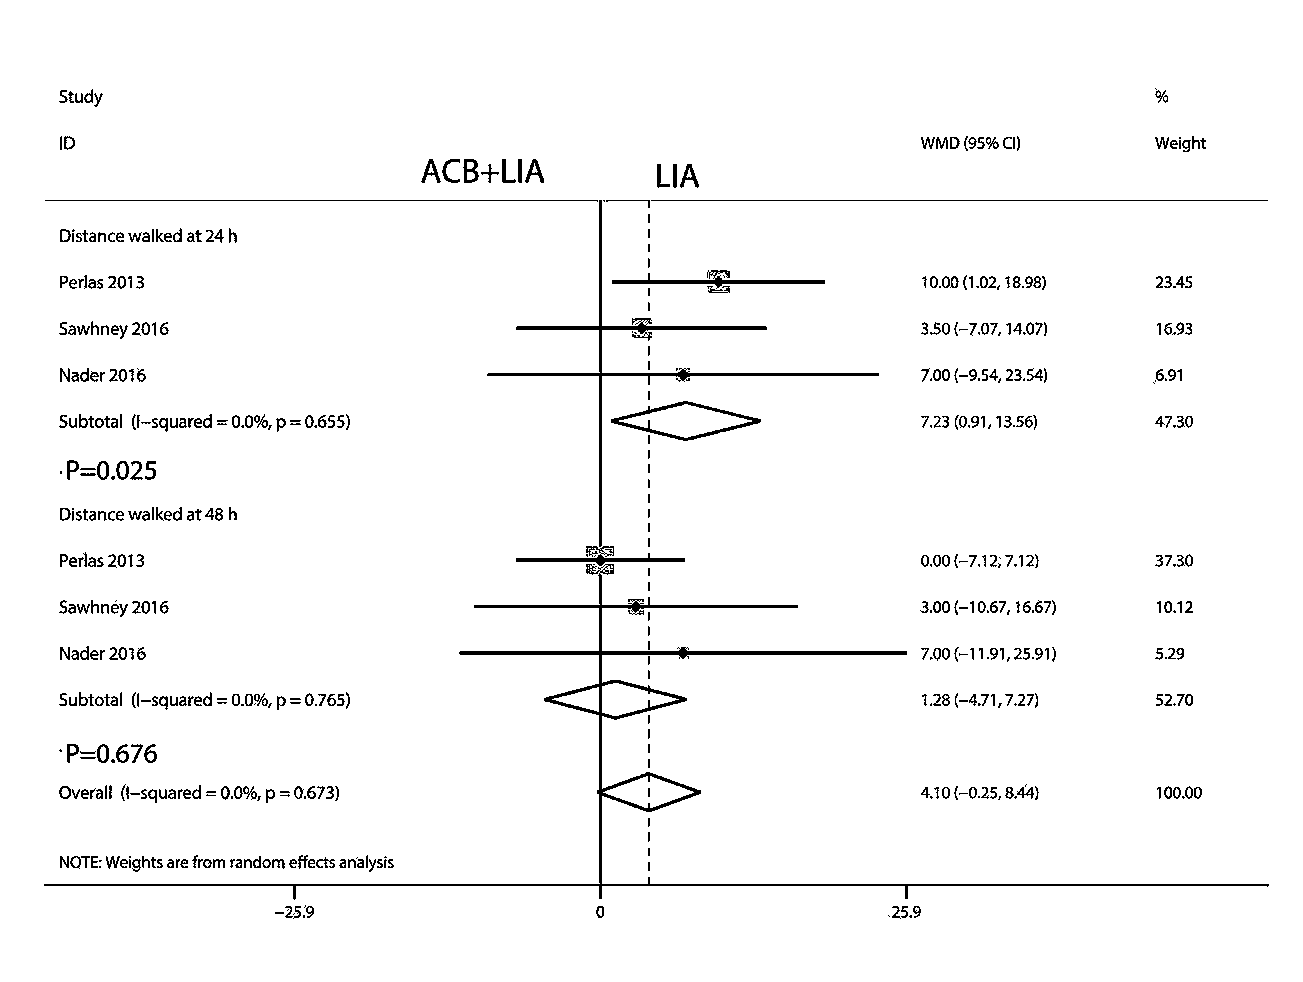 Study %
ID WMD (95% CI) Weight
ACB+LIA LIA
Distance walked at 24 h
Perlas 2013 10.00 (1.02, 18.98) 23.45
Sawhney 2016 3.50 (−7.07, 14.07) 16.93
Nader 2016 7.00 (−9.54, 23.54) 6.91
Subtotal (I−squared = 0.0%, p = 0.655) 7.23 (0.91, 13.56) 47.30
P=0.025
Distance walked at 48 h
Perlas 2013 0.00 (−7.12, 7.12) 37.30
Sawhney 2016 3.00 (−10.67, 16.67) 10.12
Nader 2016 7.00 (−11.91, 25.91) 5.29
Subtotal (I−squared = 0.0%, p = 0.765) 1.28 (−4.71, 7.27) 52.70
P=0.676
Overall (I−squared = 0.0%, p = 0.673) 4.10 (−0.25, 8.44) 100.00
NOTE: Weights are from random effects analysis
−25.9 0 25.9